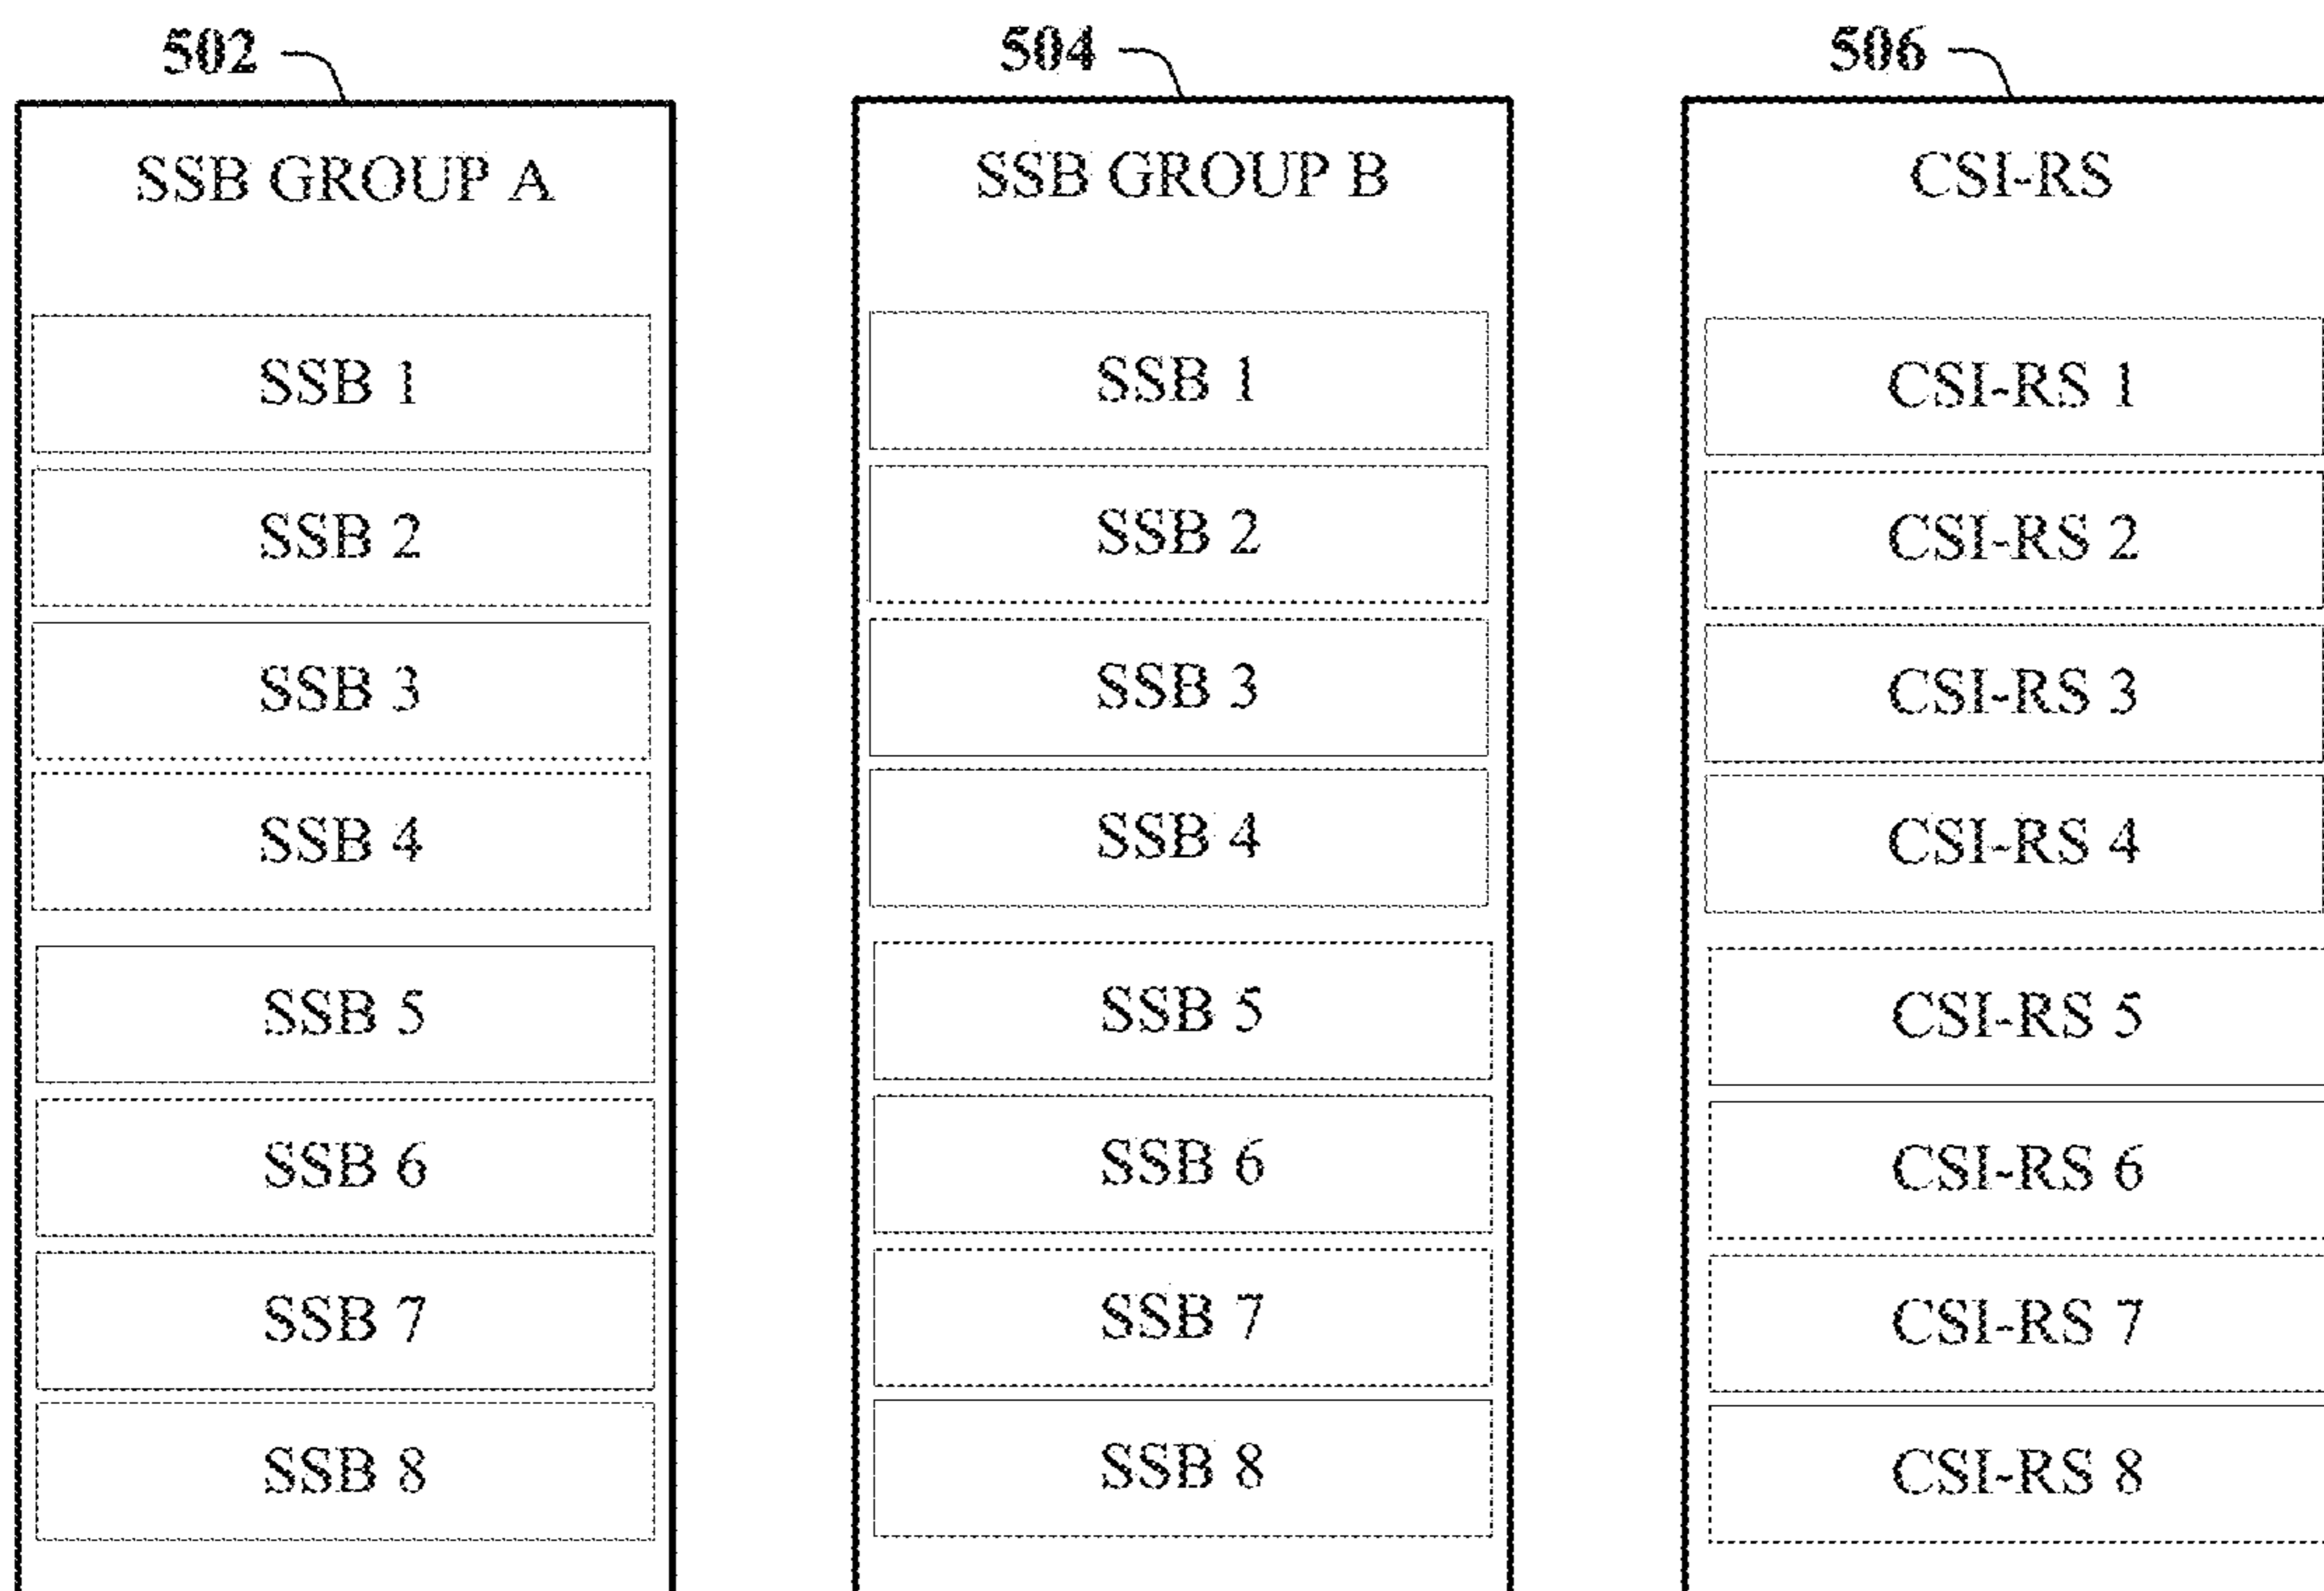 502
SSB GROUP A
SSB 1
SSB 2
SSB 3
SSB 4
SSB 5
SSB 6
SSB 7
SSB 8
504
SSB GROUP B
SSB 1
SSB 2
SSB 3
SSB 4
SSB 5
SSB 6
SSB 7
SSB 8
506
CSI-RS
CSI-RS 1
CSI-RS 2
CSI-RS 3
CSI-RS 4
CSI-RS 5
CSI-RS 6
CSI-RS 7
CSI-RS 8